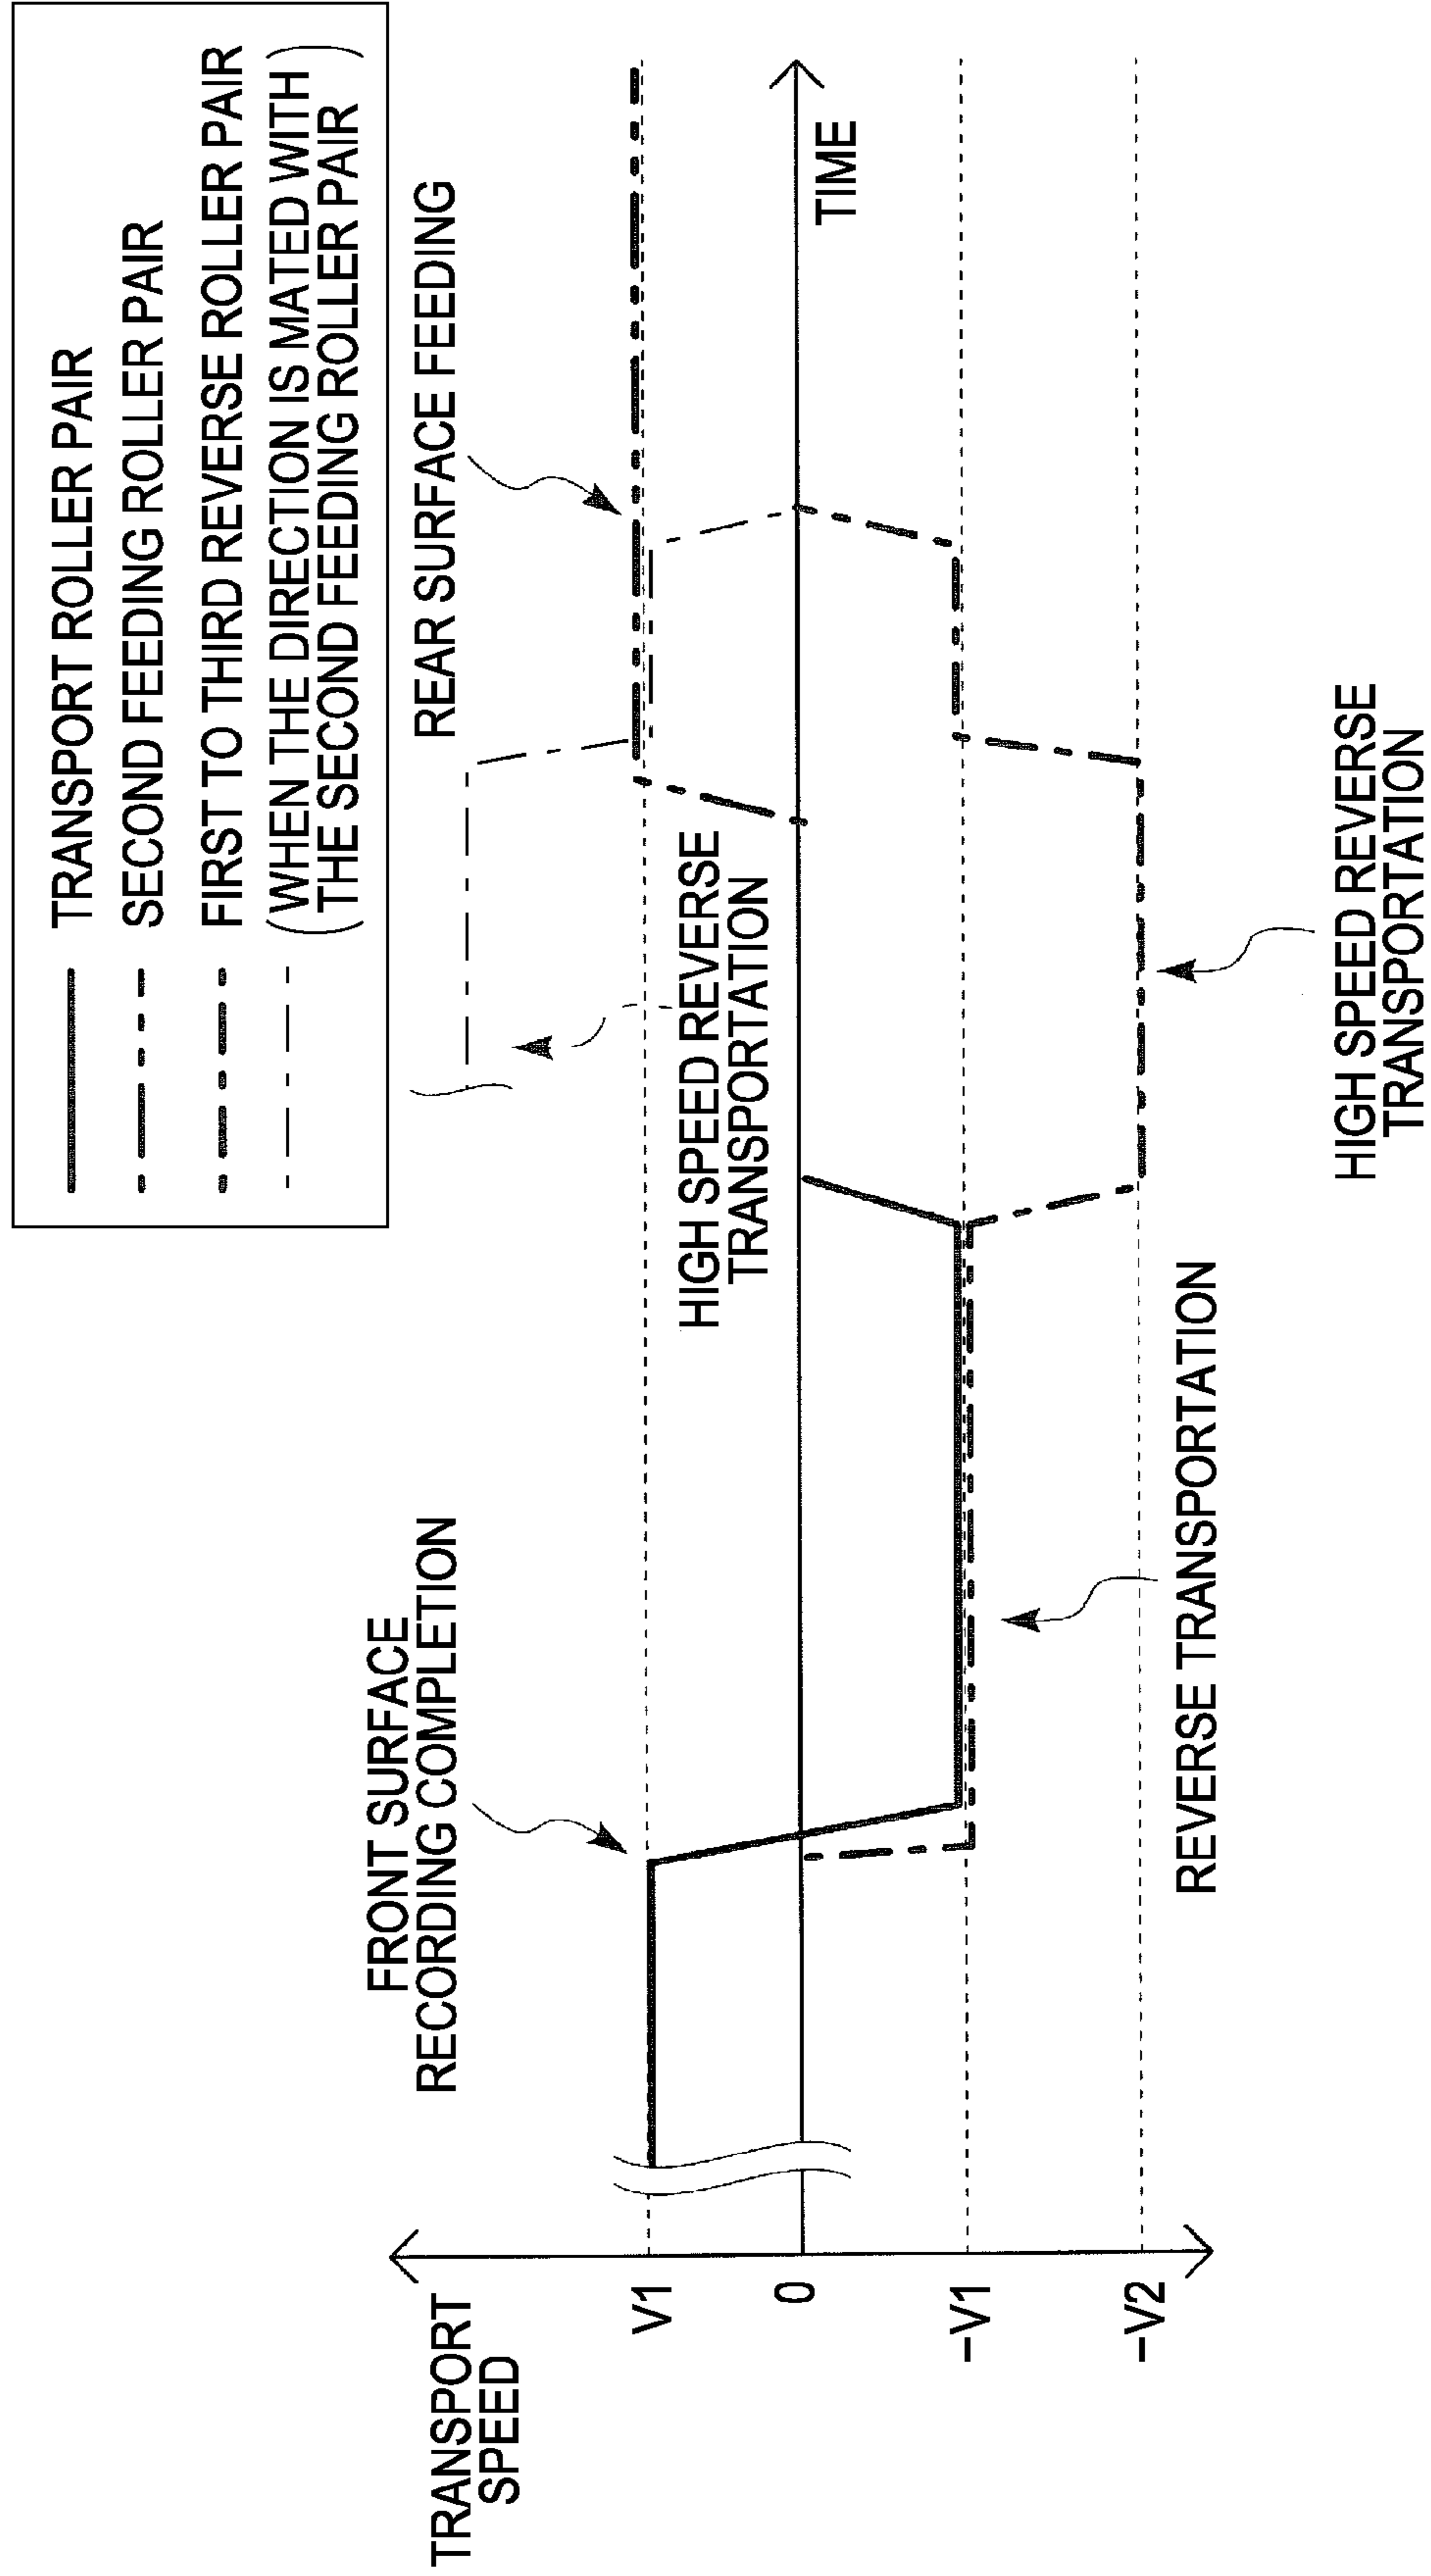 TRANSPORT ROLLER PAIR
SECOND FEEDING ROLLER PAIR
FIRST TO THIRD REVERSE ROLLER PAIR
(WHEN THE DIRECTION IS MATED WITH
THE SECOND FEEDING ROLLER PAIR)
TRANSPORT
SPEED
FRONT SURFACE
RECORDING COMPLETION
REAR SURFACE FEEDING
HIGH SPEED REVERSE
TRANSPORTATION
V1
0
TIME
-V1
-V2
REVERSE TRANSPORTATION
HIGH SPEED REVERSE
TRANSPORTATION